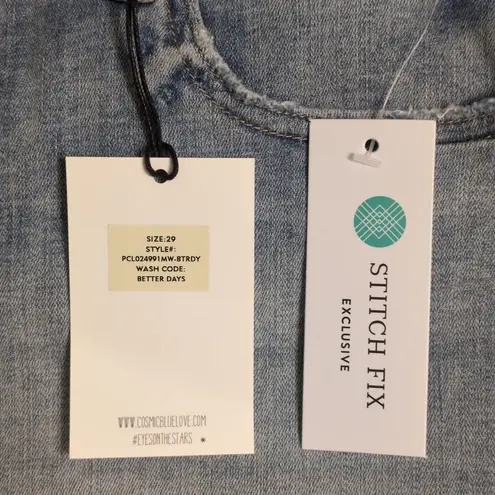 SIZE:29
STYLE#:
PCL024991MW-BTRDY
WASH CODE:
BETTER DAYS
WWW.COSMICBLUELOVE.COM
#EYESONTHESTARS *
STITCH FIX
EXCLUSIVE